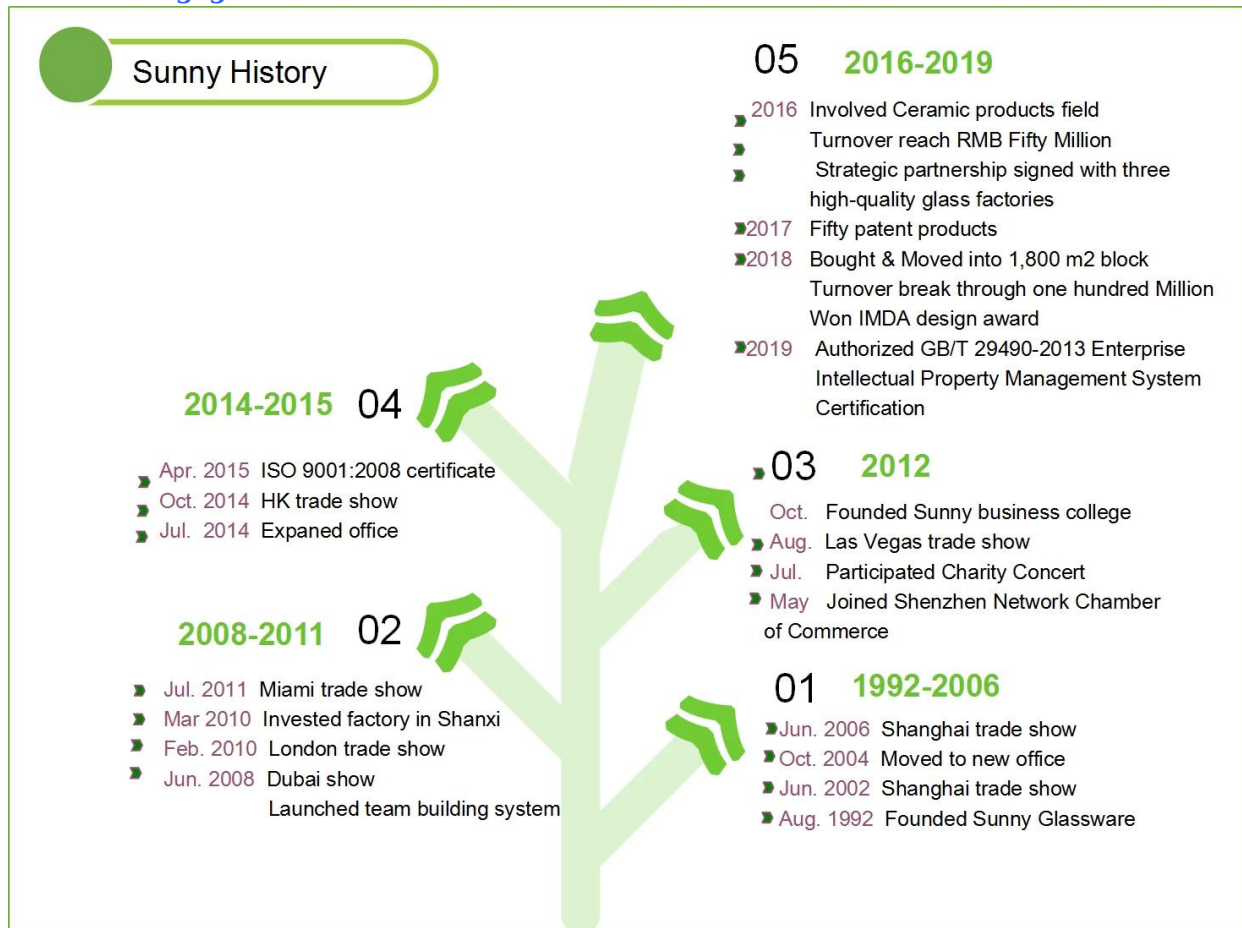 Sunny History
05 2016-2019
2016 Involved Ceramic products field
Turnover reach RMB Fifty Million
Strategic partnership signed with three
high-quality glass factories
2017 Fifty patent products
2018 Bought & Moved into 1,800 m2 block
Turnover break through one hundred Million
Won IMDA design award
2019 Authorized GB/T 29490-2013 Enterprise
Intellectual Property Management System
Certification
2014-2015 04
Apr. 2015 ISO 9001:2008 certificate
Oct. 2014 HK trade show
Jul. 2014 Expaned office
03 2012
Oct. Founded Sunny business college
Aug. Las Vegas trade show
Jul. Participated Charity Concert
May Joined Shenzhen Network Chamber
of Commerce
2008-2011 02
Jul. 2011 Miami trade show
Mar 2010 Invested factory in Shanxi
Feb. 2010 London trade show
Jun. 2008 Dubai show
Launched team building system
01 1992-2006
Jun. 2006 Shanghai trade show
Oct. 2004 Moved to new office
Jun. 2002 Shanghai trade show
Aug. 1992 Founded Sunny Glassware